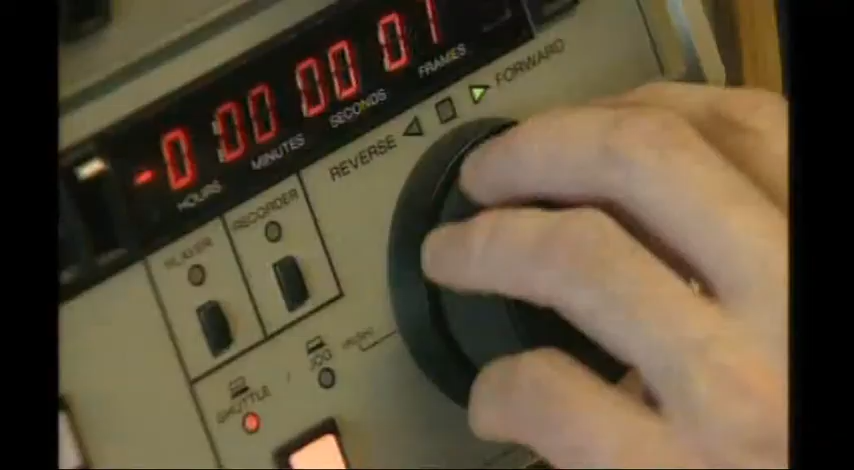 -0 00 00 01
HOURS MINUTES SECONDS FRAMES
REVERSE FORWARD
PLAYER RECORDER
SHUTTLE / JOG